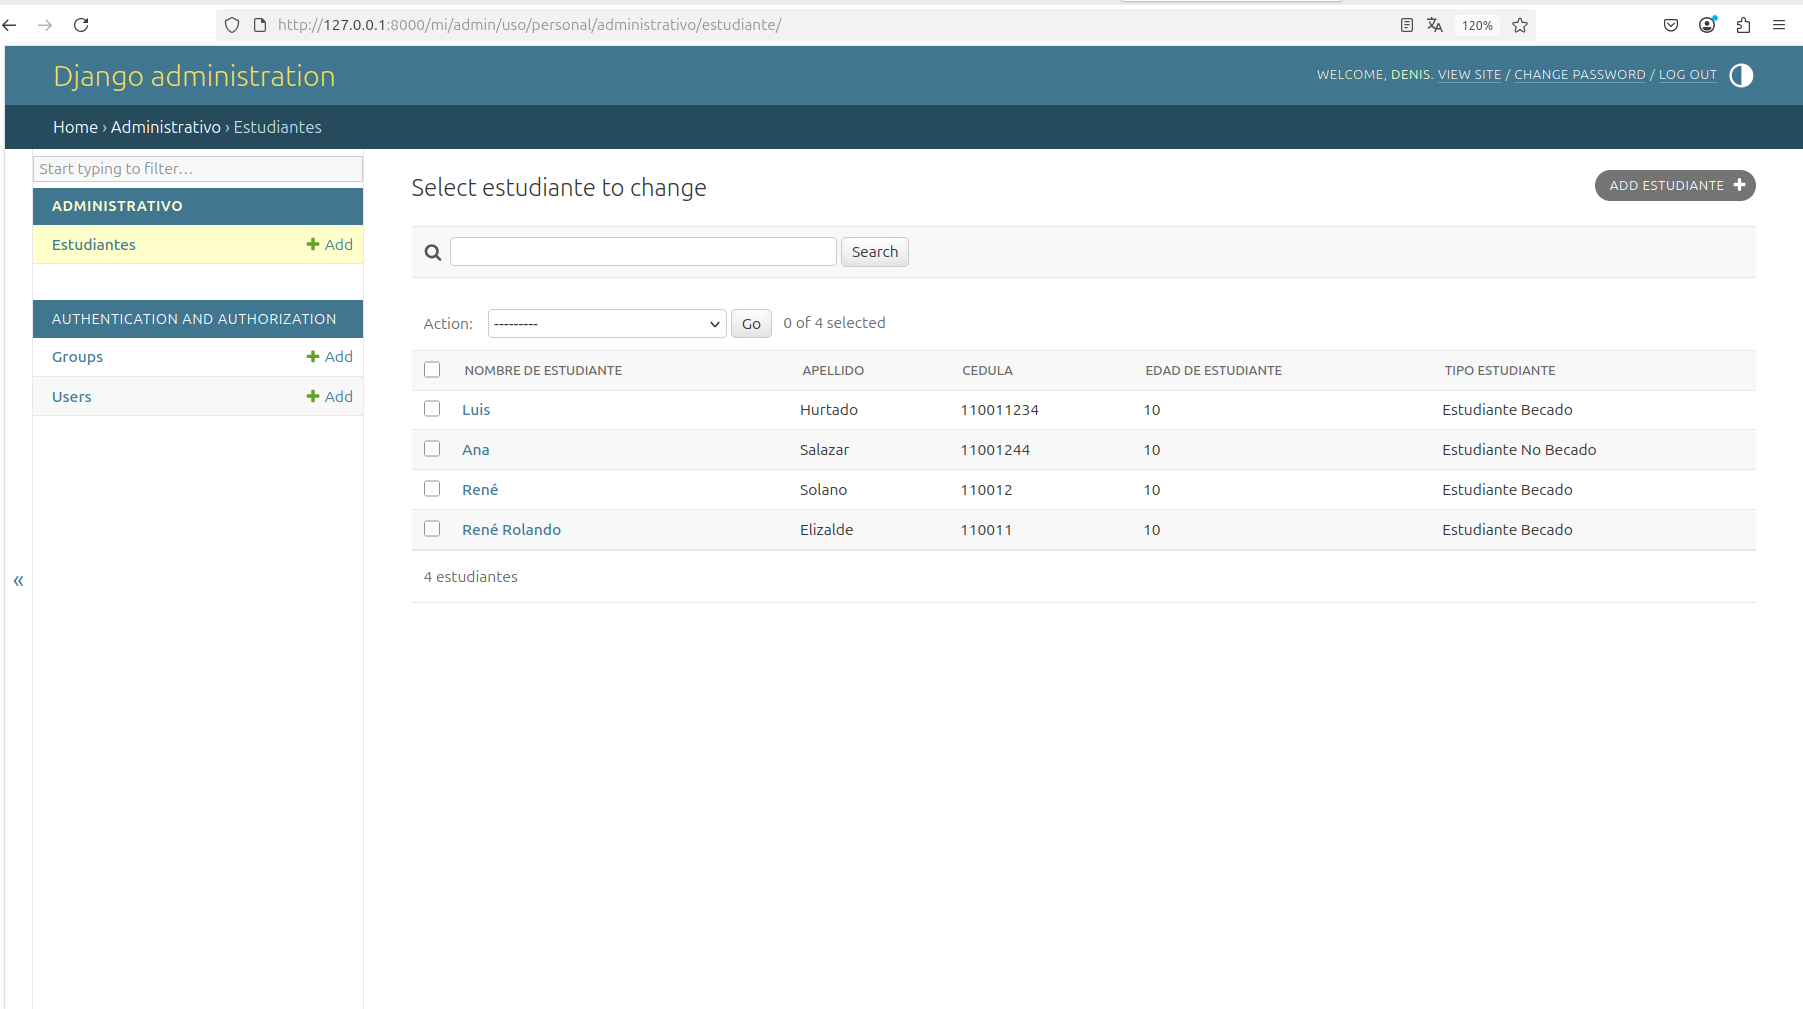 http://127.0.0.1:8000/mi/admin/uso/personal/administrativo/estudiante/
120%
Django administration
WELCOME, DENIS. VIEW SITE / CHANGE PASSWORD / LOG OUT
Home › Administrativo › Estudiantes
Start typing to filter…
ADMINISTRATIVO
Estudiantes + Add
AUTHENTICATION AND AUTHORIZATION
Groups + Add
Users + Add
«
Select estudiante to change
ADD ESTUDIANTE +
Search
Action: --------- Go 0 of 4 selected
NOMBRE DE ESTUDIANTE APELLIDO CEDULA EDAD DE ESTUDIANTE TIPO ESTUDIANTE
Luis Hurtado 110011234 10 Estudiante Becado
Ana Salazar 11001244 10 Estudiante No Becado
René Solano 110012 10 Estudiante Becado
René Rolando Elizalde 110011 10 Estudiante Becado
4 estudiantes